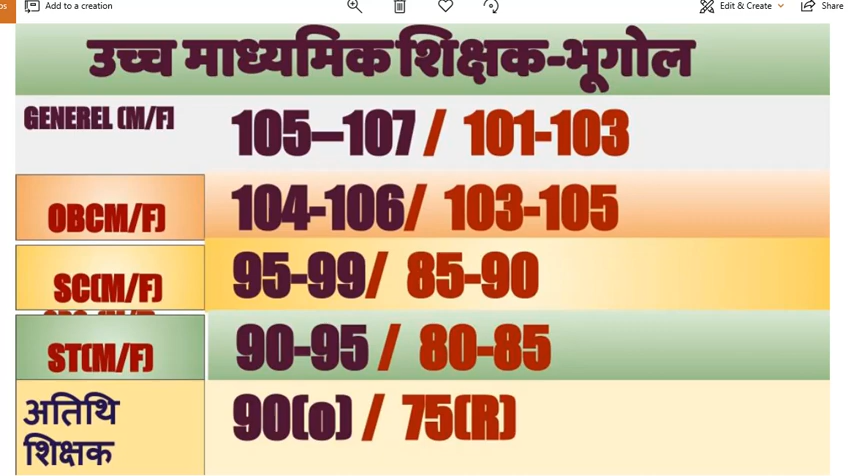 Add to a creation
Edit & Create
Share
उच्च माध्यमिक शिक्षक-भूगोल
GENEREL (M/F) 105–107 / 101-103
OBCM/F) 104-106/ 103-105
SC(M/F) 95-99/ 85-90
ST(M/F) 90-95 / 80-85
अतिथि
शिक्षक
90(o) / 75(R)